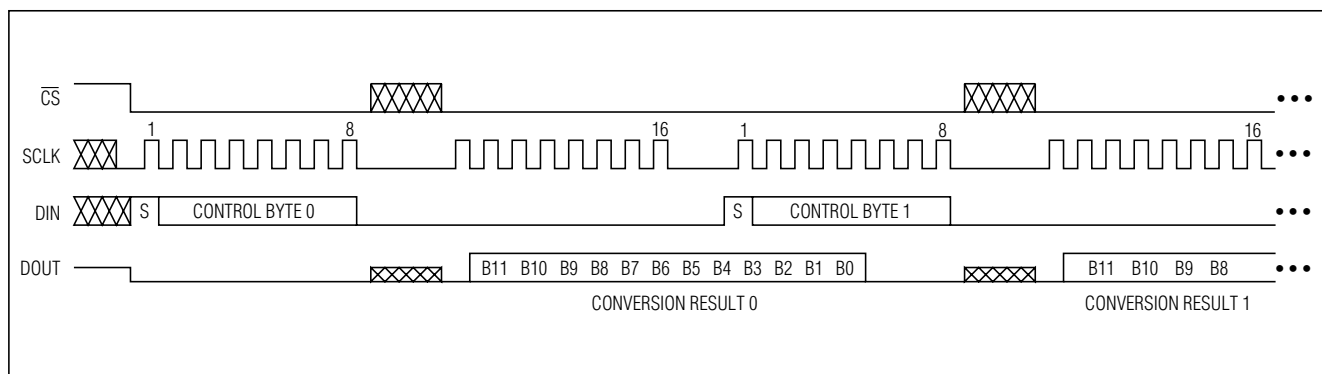 CS
1 8 16 1 8 16
SCLK
DIN S CONTROL BYTE 0 S CONTROL BYTE 1
DOUT B11 B10 B9 B8 B7 B6 B5 B4 B3 B2 B1 B0 B11 B10 B9 B8
CONVERSION RESULT 0 CONVERSION RESULT 1